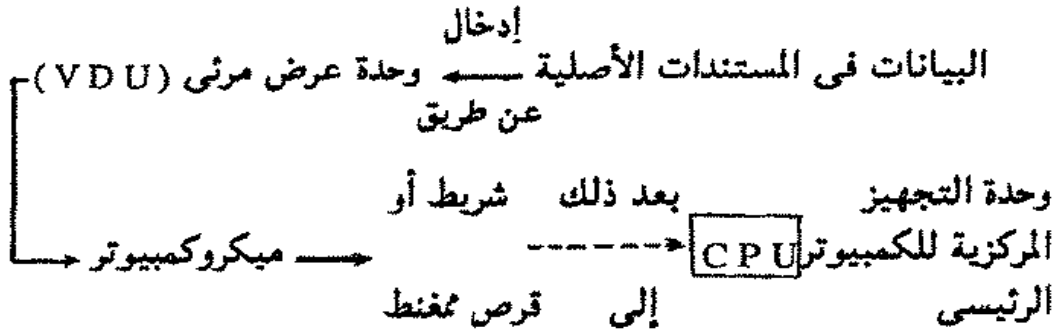 إدخال
البيانات فى المستندات الأصلية وحدة عرض مرئى (VDU)
عن طريق
وحدة التجهيز بعد ذلك شريط أو
المركزية للكمبيوتر CPU ميكروكمبيوتر
الرئيسى إلى قرص ممغنط